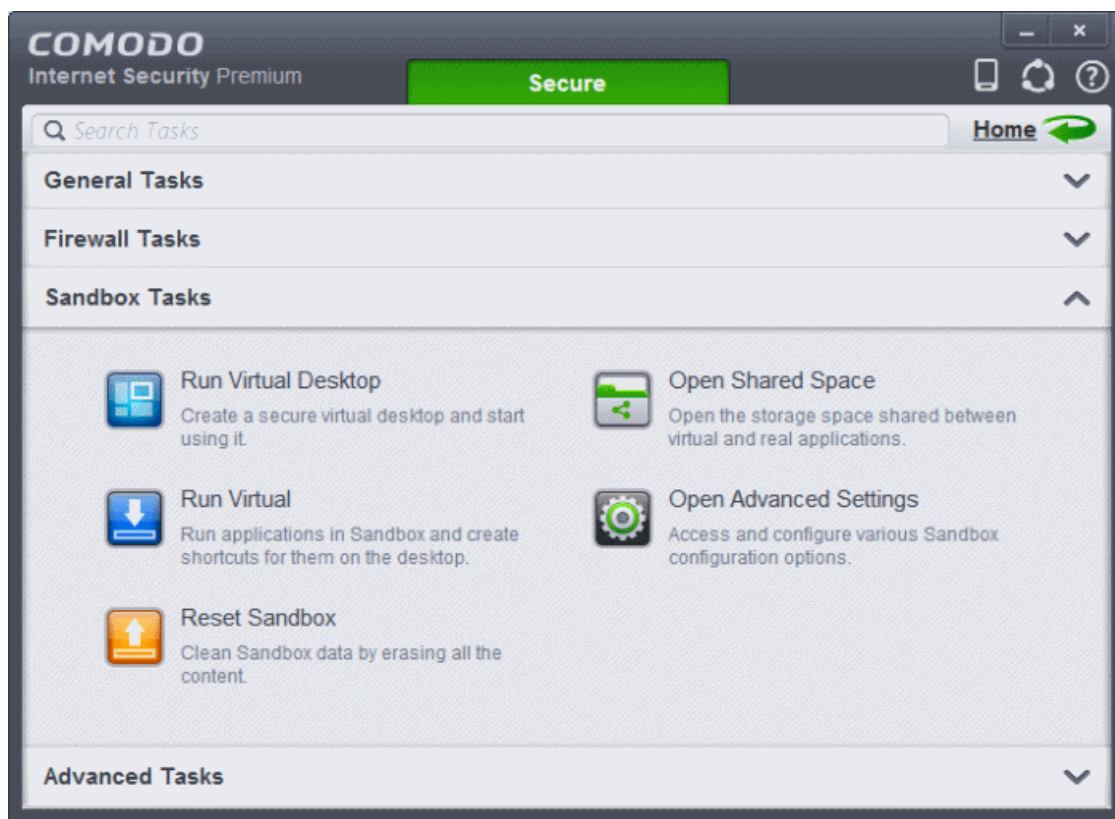 COMODO
Internet Security Premium
Secure
Search Tasks
Home
General Tasks
Firewall Tasks
Sandbox Tasks
Run Virtual Desktop
Create a secure virtual desktop and start
using it.
Open Shared Space
Open the storage space shared between
virtual and real applications.
Run Virtual
Run applications in Sandbox and create
shortcuts for them on the desktop.
Open Advanced Settings
Access and configure various Sandbox
configuration options.
Reset Sandbox
Clean Sandbox data by erasing all the
content.
Advanced Tasks